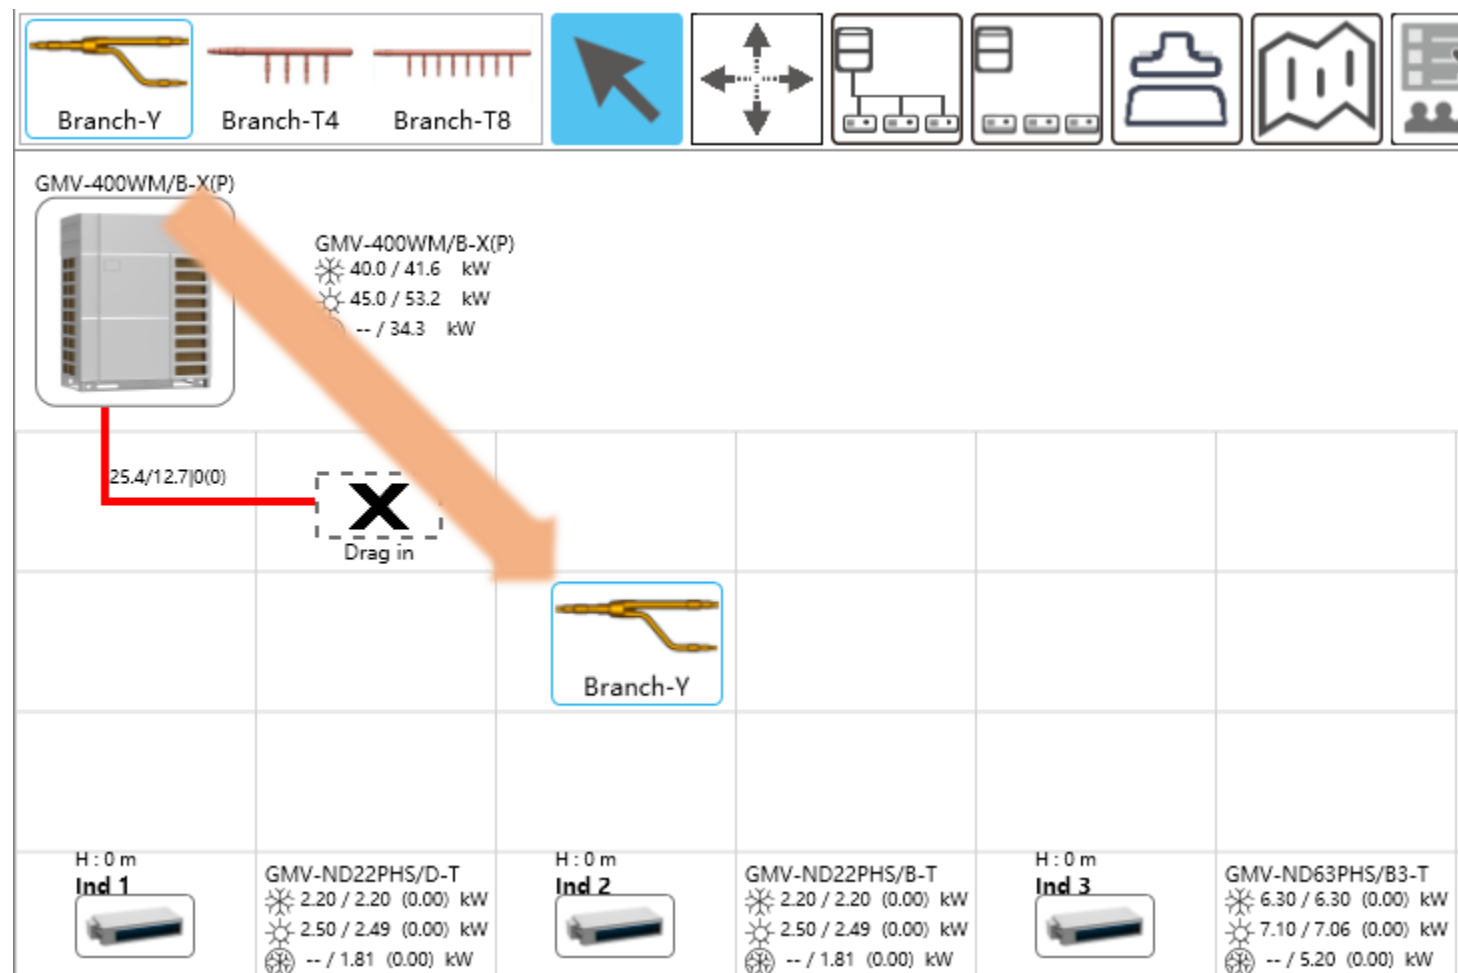 Branch-Y
Branch-T4
Branch-T8
GMV-400WM/B-X(P)
GMV-400WM/B-X(P)
40.0 / 41.6 kW
45.0 / 53.2 kW
-- / 34.3 kW
25.4/12.7|0(0)
Drag in
Branch-Y
H : 0 m
Ind 1
GMV-ND22PHS/D-T
2.20 / 2.20 (0.00) kW
2.50 / 2.49 (0.00) kW
-- / 1.81 (0.00) kW
H : 0 m
Ind 2
GMV-ND22PHS/B-T
2.20 / 2.20 (0.00) kW
2.50 / 2.49 (0.00) kW
-- / 1.81 (0.00) kW
H : 0 m
Ind 3
GMV-ND63PHS/B3-T
6.30 / 6.30 (0.00) kW
7.10 / 7.06 (0.00) kW
-- / 5.20 (0.00) kW